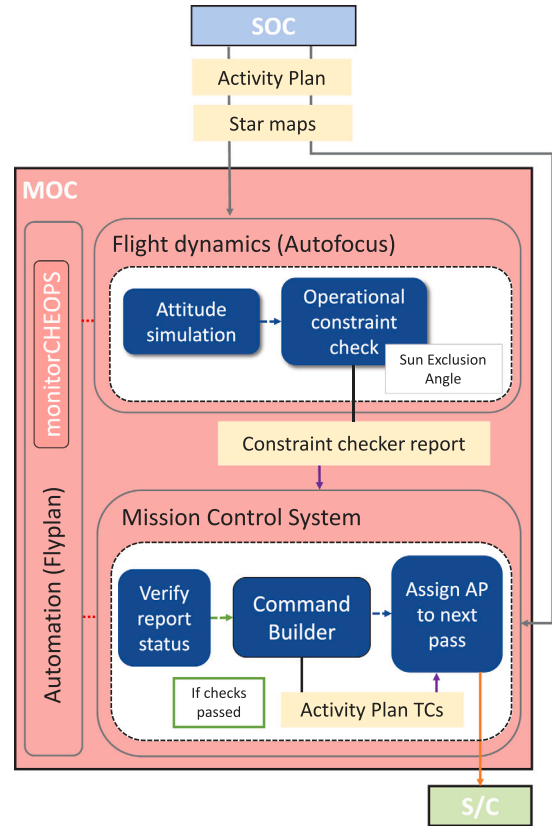 SOC
Activity Plan
Star maps
MOC
Flight dynamics (Autofocus)
monitorCHEOPS
Attitude
simulation
Operational
constraint
check
Sun Exclusion
Angle
Constraint checker report
Automation (Flyplan)
Mission Control System
Verify
report
status
Command
Builder
Assign AP
to next
pass
If checks
passed
Activity Plan TCs
S/C